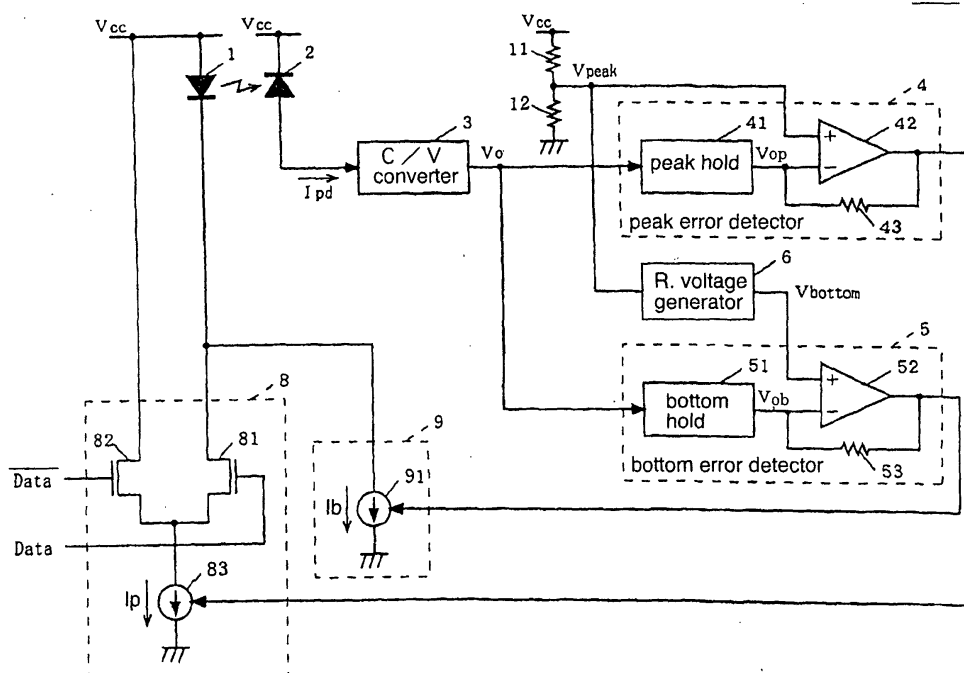 Vcc
Vcc
Vcc
1
2
11
Vpeak
12
4
3
41
42
C / V
converter
Vo
peak hold
Vop
+
−
Ipd
43
peak error detector
6
R. voltage
generator
Vbottom
5
51
52
bottom
hold
Vob
+
−
53
bottom error detector
8
9
82
81
91
Data
Ib
Data
83
Ip